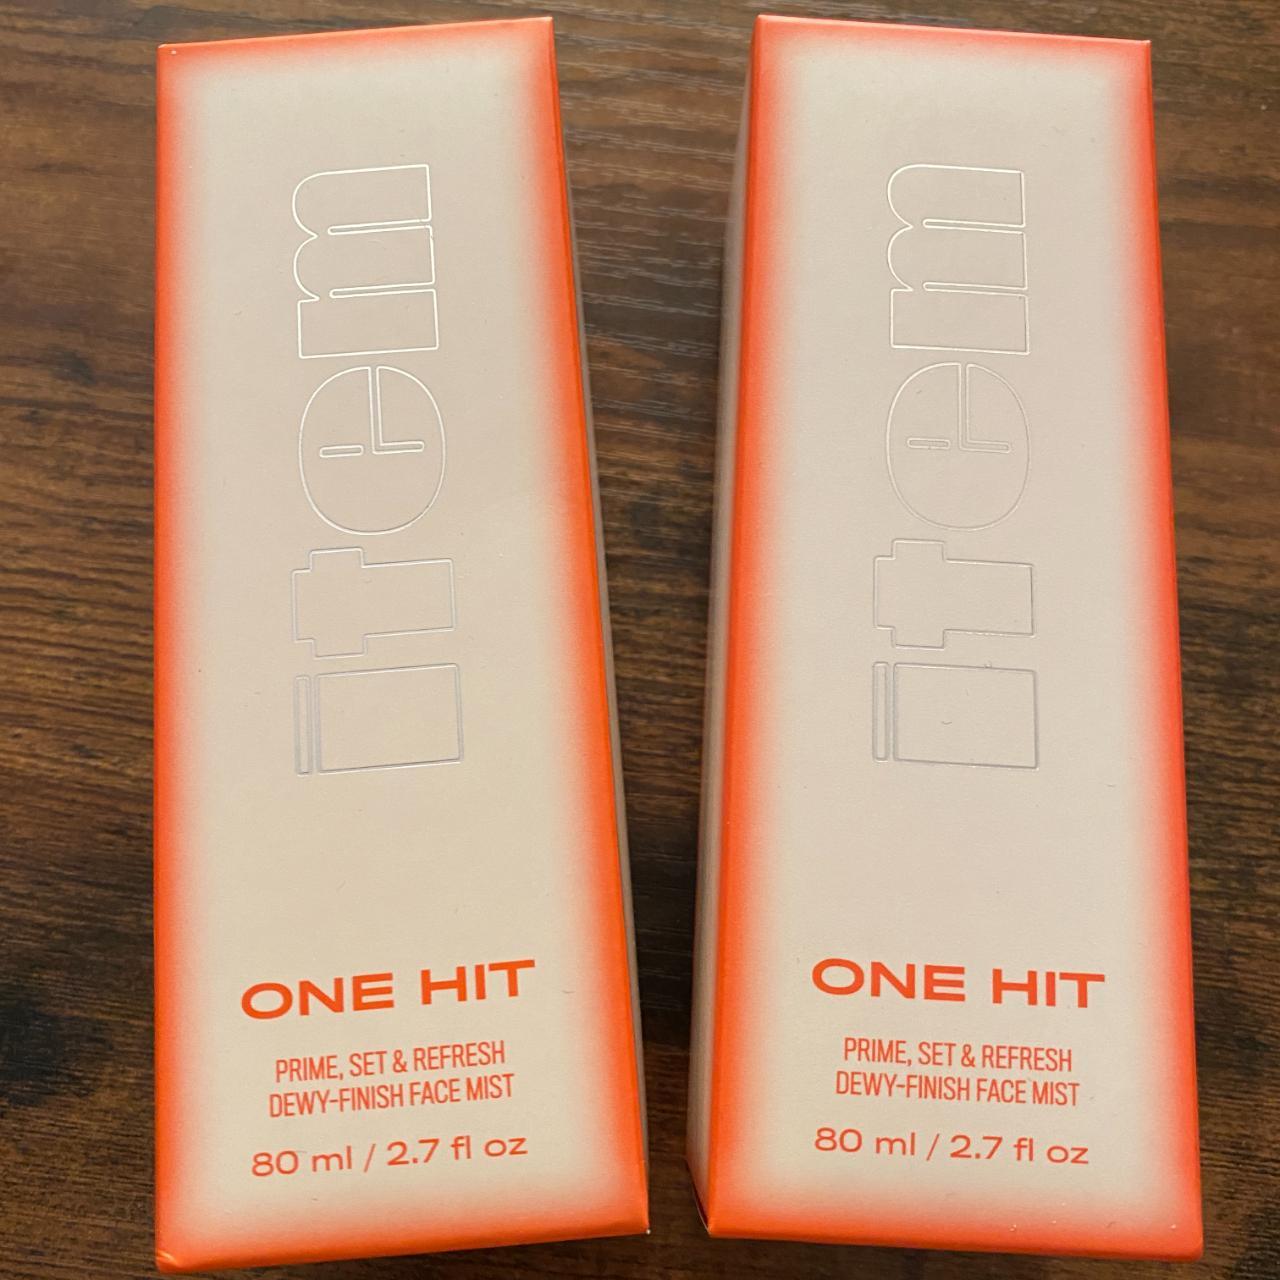 item
ONE HIT
PRIME, SET & REFRESH
DEWY-FINISH FACE MIST
80 ml / 2.7 fl oz
item
ONE HIT
PRIME, SET & REFRESH
DEWY-FINISH FACE MIST
80 ml / 2.7 fl oz